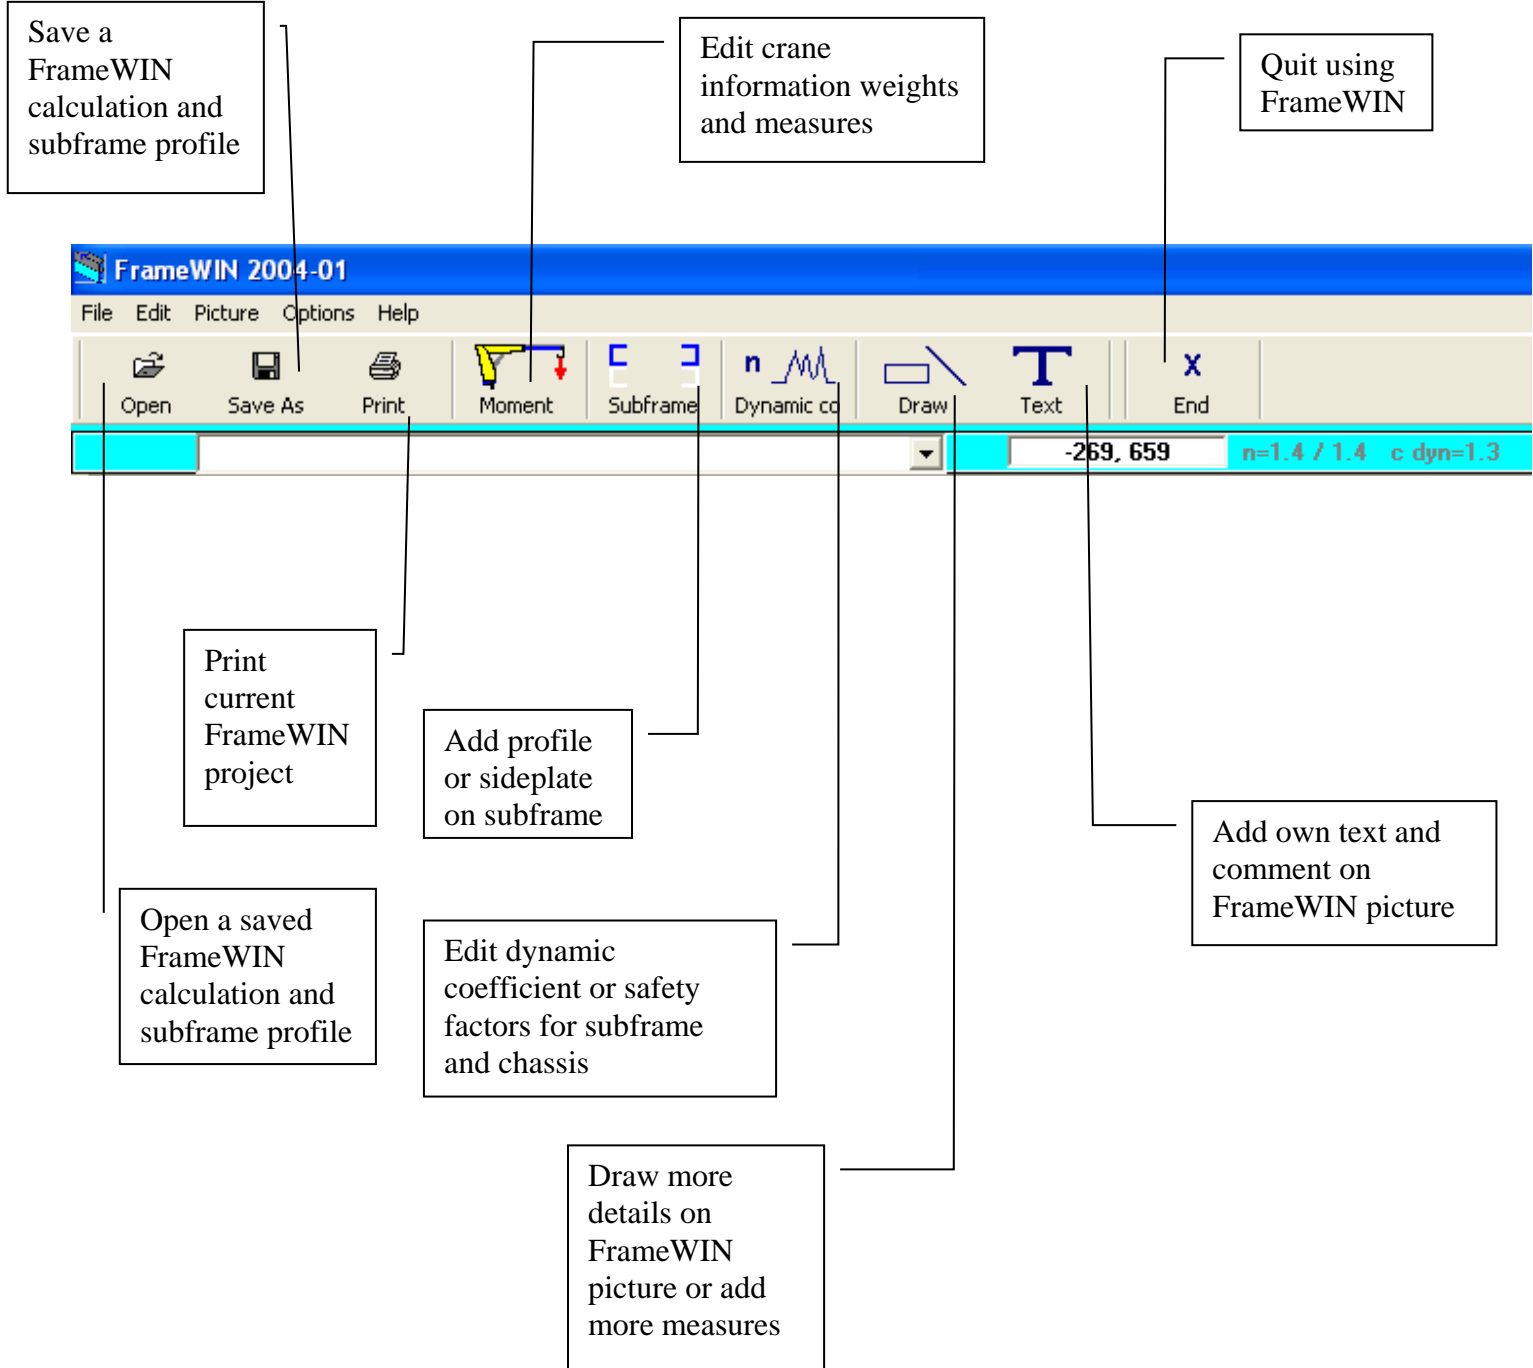 Save a
FrameWIN
calculation and
subframe profile
Edit crane
information weights
and measures
Quit using
FrameWIN
FrameWIN 2004-01
File Edit Picture Options Help
n
T
x
Open Save As Print Moment Subframe Dynamic co Draw Text End
-269, 659 n=1.4 / 1.4 c dyn=1.3
Print
current
FrameWIN
project
Add profile
or sideplate
on subframe
Add own text and
comment on
FrameWIN picture
Open a saved
FrameWIN
calculation and
subframe profile
Edit dynamic
coefficient or safety
factors for subframe
and chassis
Draw more
details on
FrameWIN
picture or add
more measures